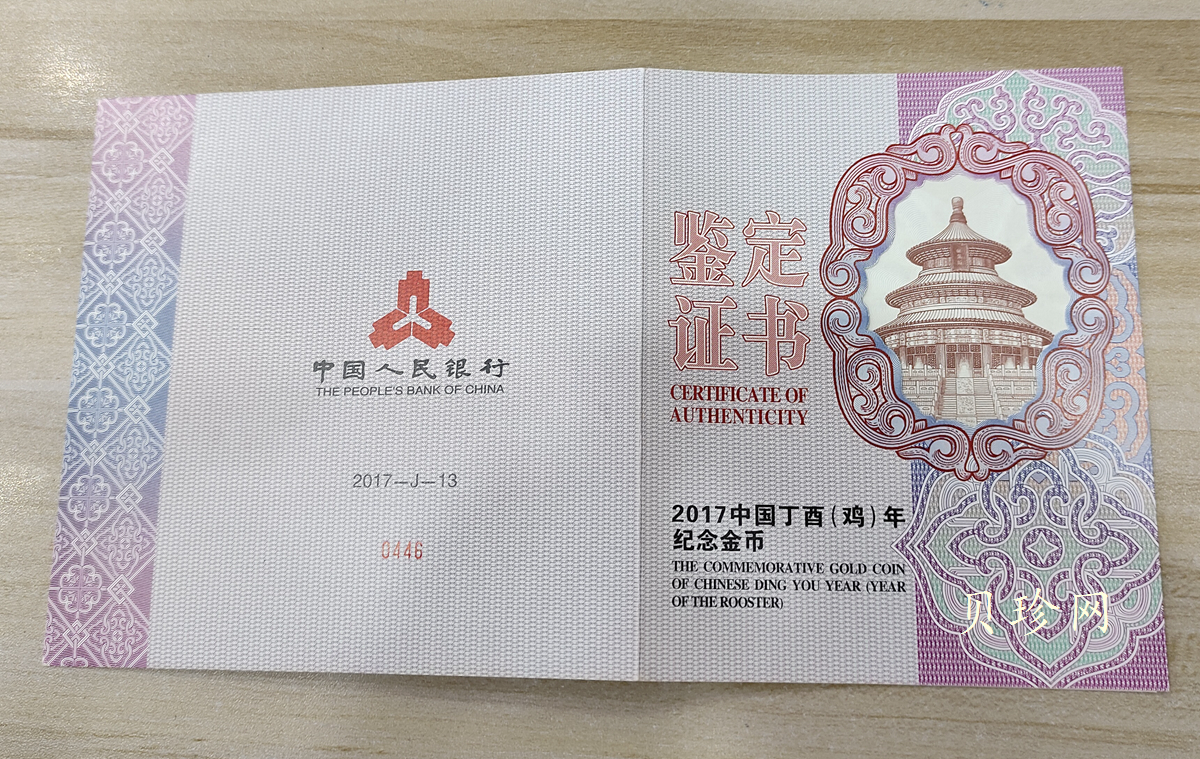 中国人民银行
THE PEOPLE'S BANK OF CHINA
2017—J—13
0446
鉴定
证书
CERTIFICATE OF
AUTHENTICITY
2017中国丁酉(鸡)年
纪念金币
THE COMMEMORATIVE GOLD COIN
OF CHINESE DING YOU YEAR (YEAR
OF THE ROOSTER)
贝珍网